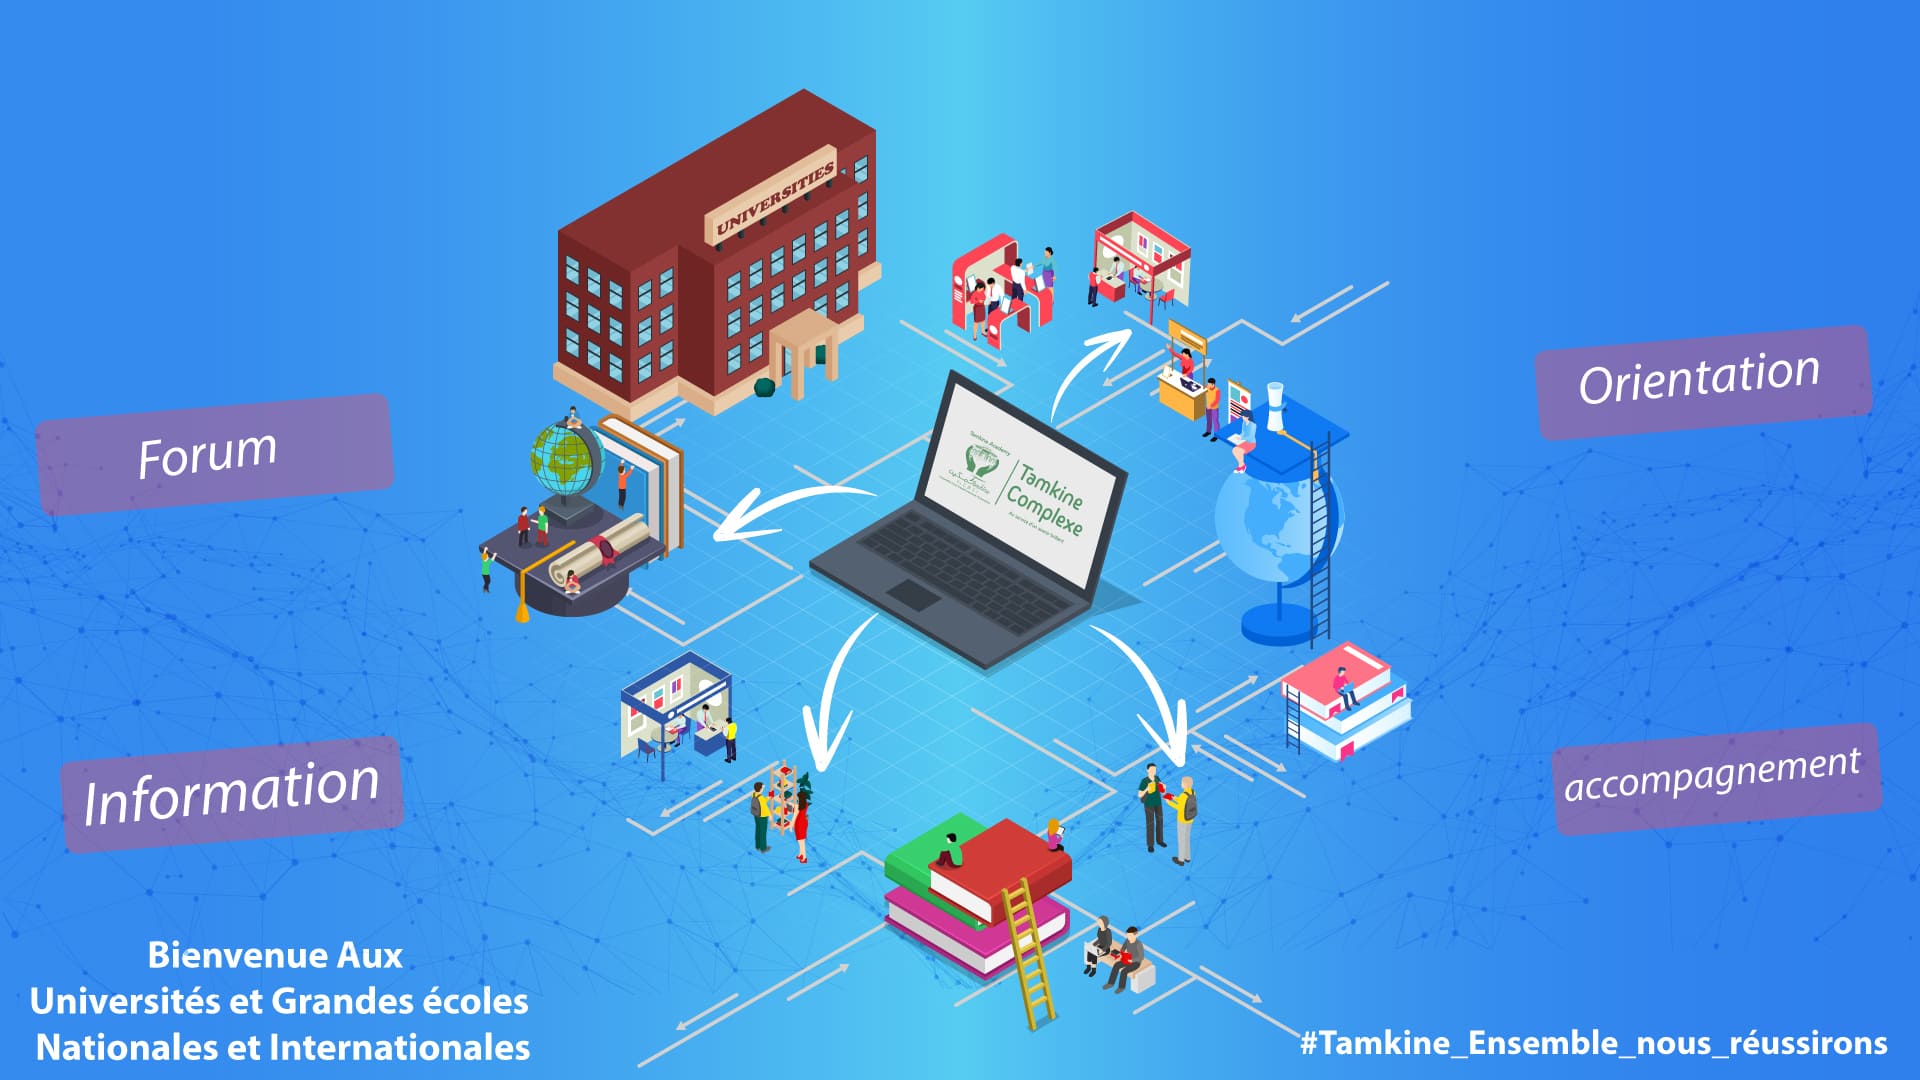 UNIVERSITIES
Orientation
Forum
Tamkine Academy
Tamkine
Complexe
accompagnement
Information
Bienvenue Aux
Universités et Grandes écoles
Nationales et Internationales
#Tamkine_Ensemble_nous_réussirons